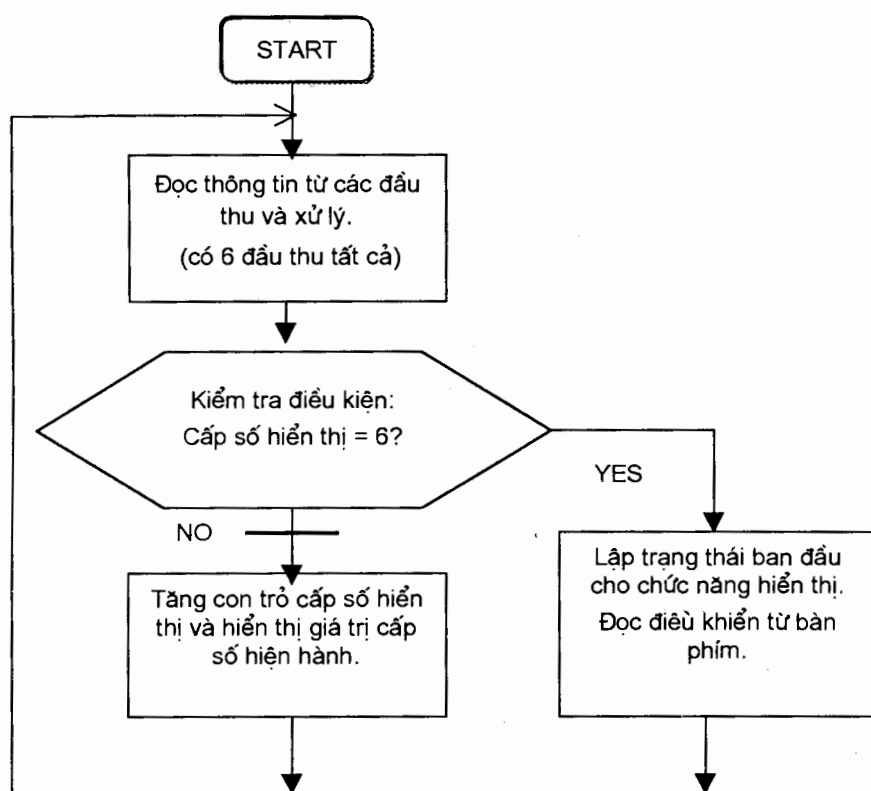 START
Đọc thông tin từ các đầu
thu và xử lý.
(có 6 đầu thu tất cả)
Kiểm tra điều kiện:
Cấp số hiển thị = 6?
YES
NO
Tăng con trỏ cấp số hiển
thị và hiển thị giá trị cấp
số hiện hành.
Lập trạng thái ban đầu
cho chức năng hiển thị.
Đọc điêù khiển từ bàn
phím.